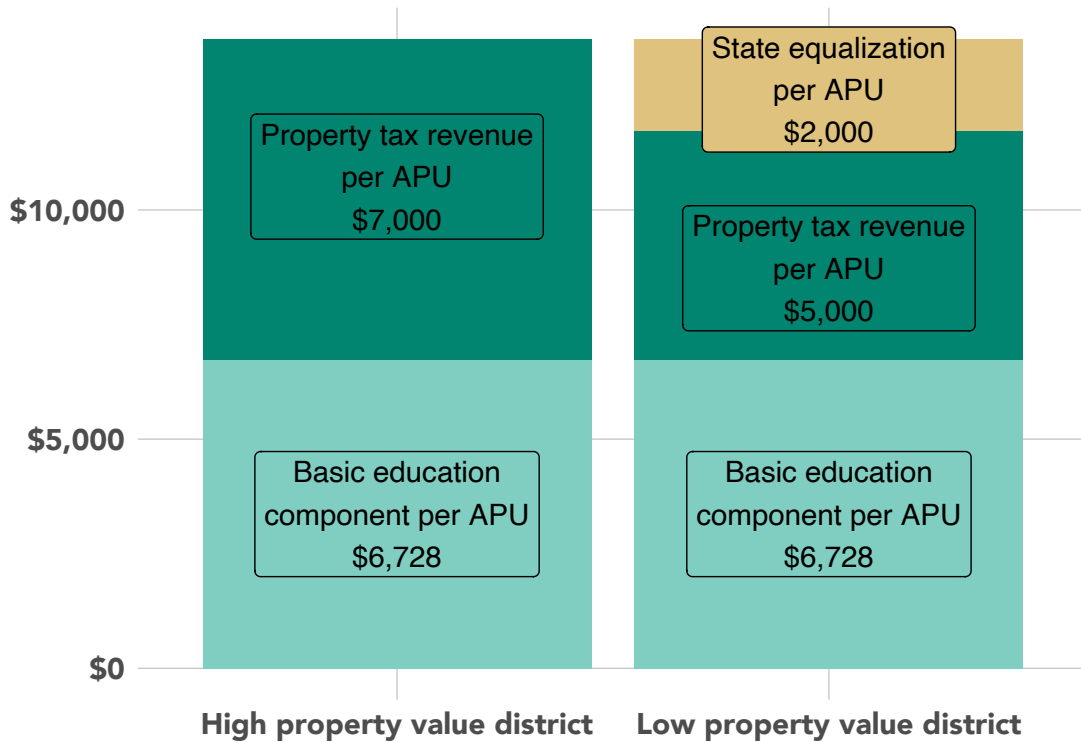 State equalization
per APU
$2,000
Property tax revenue
per APU
$7,000
$10,000
Property tax revenue
per APU
$5,000
$5,000
Basic education
component per APU
$6,728
Basic education
component per APU
$6,728
$0
High property value district
Low property value district